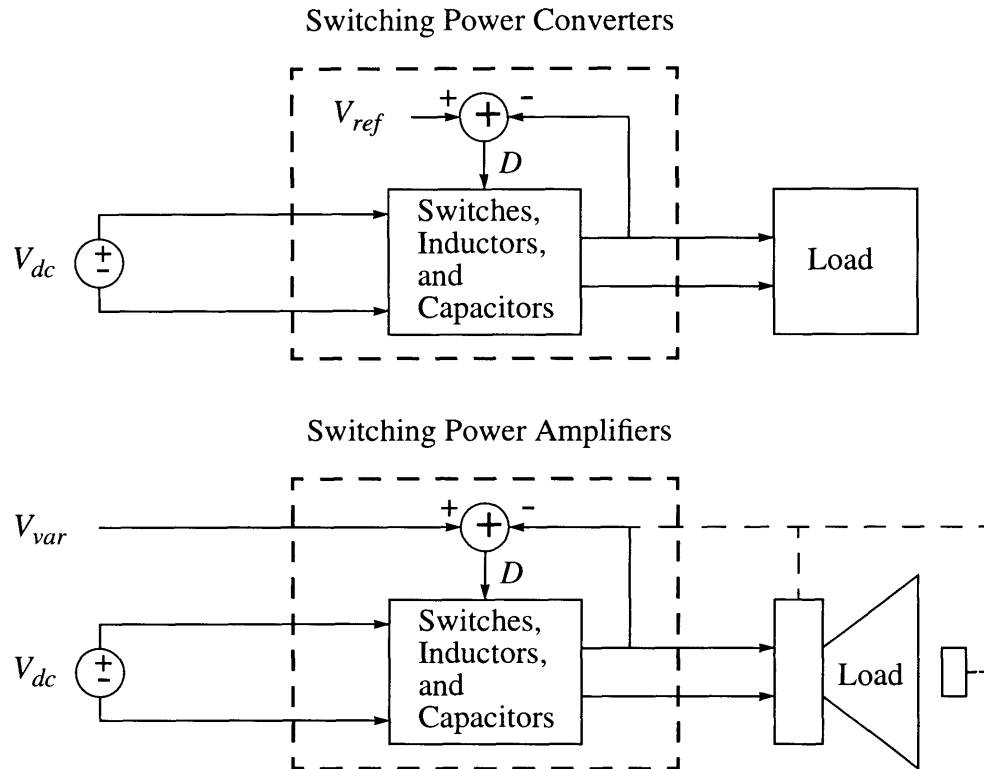 Switching Power Converters
+ -
V_ref +
D
Switches,
Inductors,
and
Capacitors
V_dc + -
Load
Switching Power Amplifiers
V_var + -
+
D
Switches,
Inductors,
and
Capacitors
V_dc + -
Load